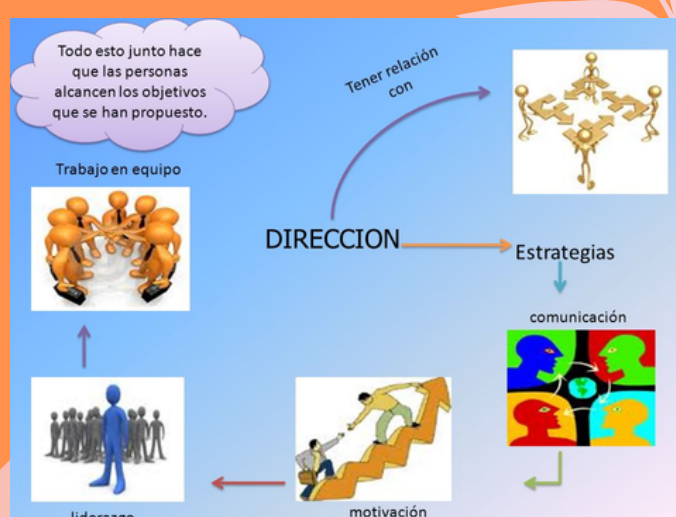 Todo esto junto hace
que las personas
alcancen los objetivos
que se han propuesto.
Tener relación
con
Trabajo en equipo
DIRECCION
Estrategias
comunicación
motivación
liderazgo